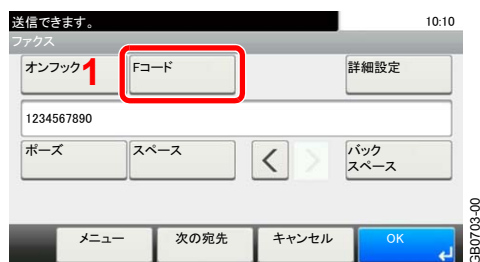 送信できます。 10:10
ファクス
オンフック 1 Fコード 詳細設定
1234567890
ポーズ スペース バック
スペース
メニュー 次の宛先 キャンセル OK
GB0703-00